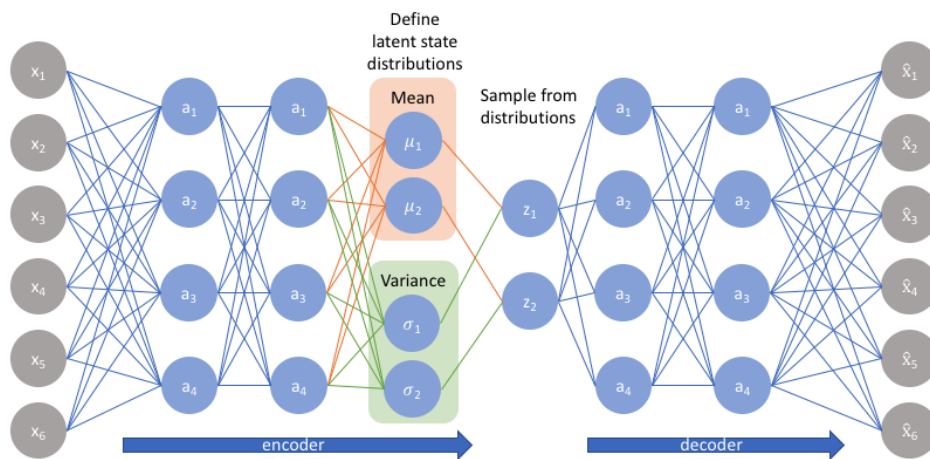 Define
latent state
distributions
Mean
Sample from
distributions
Variance
x₁
x₂
x₃
x₄
x₅
x₆
a₁
a₂
a₃
a₄
a₁
a₂
a₃
a₄
μ₁
μ₂
σ₁
σ₂
z₁
z₂
a₁
a₂
a₃
a₄
a₁
a₂
a₃
a₄
x̂₁
x̂₂
x̂₃
x̂₄
x̂₅
x̂₆
encoder
decoder